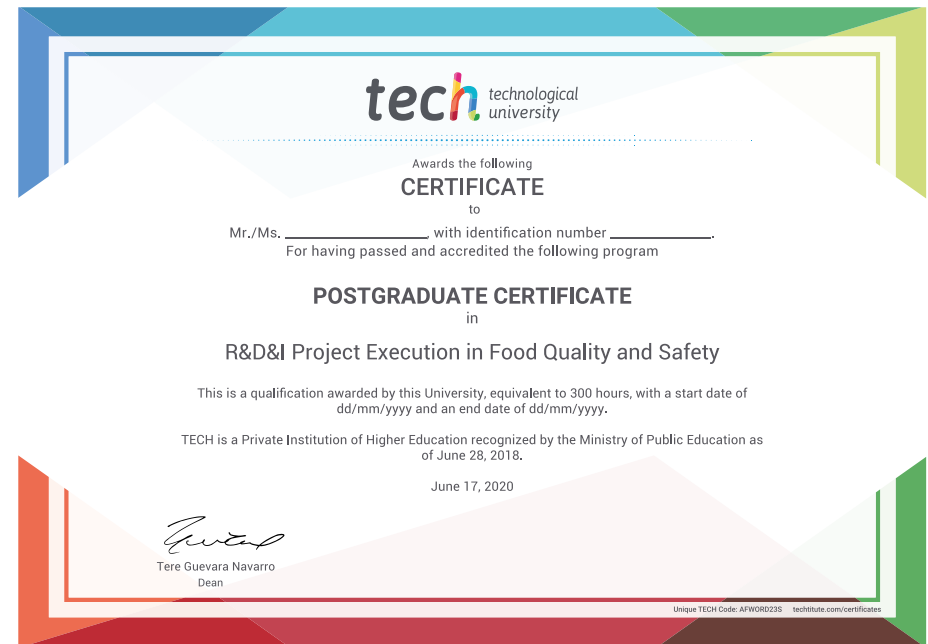 tech technological
university
Awards the following
CERTIFICATE
to
Mr./Ms. ____________________, with identification number ______________.
For having passed and accredited the following program
POSTGRADUATE CERTIFICATE
in
R&D&I Project Execution in Food Quality and Safety
This is a qualification awarded by this University, equivalent to 300 hours, with a start date of
dd/mm/yyyy and an end date of dd/mm/yyyy.
TECH is a Private Institution of Higher Education recognized by the Ministry of Public Education as
of June 28, 2018.
June 17, 2020
Tere Guevara Navarro
Dean
Unique TECH Code: AFWORD23S techtitute.com/certificates